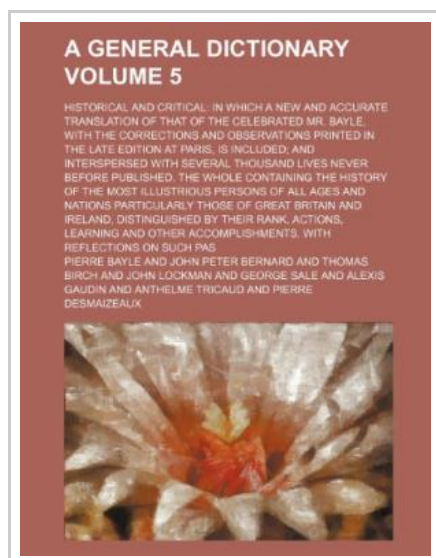 A GENERAL DICTIONARY
VOLUME 5
HISTORICAL AND CRITICAL: IN WHICH A NEW AND ACCURATE
TRANSLATION OF THAT OF THE CELEBRATED MR. BAYLE,
WITH THE CORRECTIONS AND OBSERVATIONS PRINTED IN
THE LATE EDITION AT PARIS, IS INCLUDED; AND
INTERSPERSED WITH SEVERAL THOUSAND LIVES NEVER
BEFORE PUBLISHED. THE WHOLE CONTAINING THE HISTORY
OF THE MOST ILLUSTRIOUS PERSONS OF ALL AGES AND
NATIONS PARTICULARLY THOSE OF GREAT BRITAIN AND
IRELAND, DISTINGUISHED BY THEIR RANK, ACTIONS,
LEARNING AND OTHER ACCOMPLISHMENTS. WITH
REFLECTIONS ON SUCH PAS
PIERRE BAYLE AND JOHN PETER BERNARD AND THOMAS
BIRCH AND JOHN LOCKMAN AND GEORGE SALE AND ALEXIS
GAUDIN AND ANTHELME TRICAUD AND PIERRE
DESMAIZEAUX